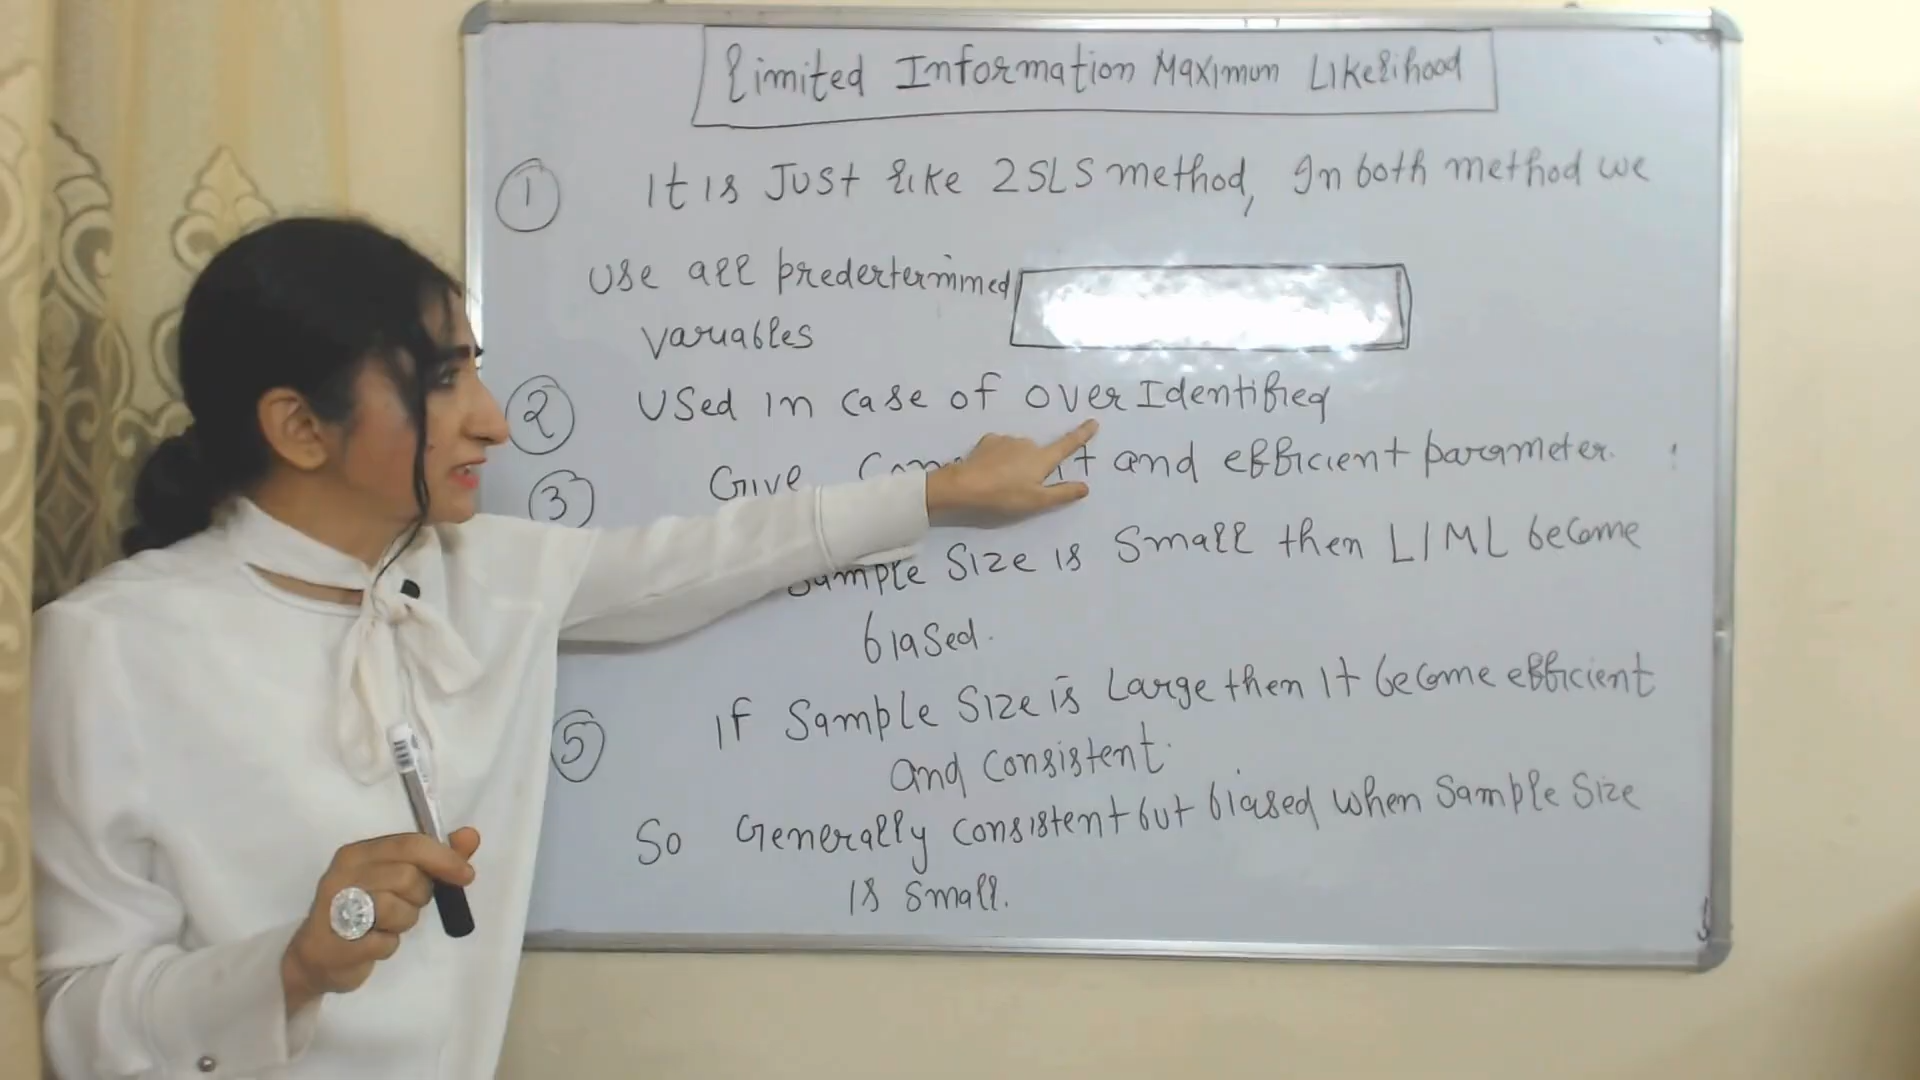 Limited Information Maximum Likelihood
1 It is Just like 2SLS method, In both method we
use all predertermimed
variables
2 Used in case of over Identified
3 Give and efficient parameter.
Sample Size is Small then LIML become
biased.
5 If Sample Size is Large then It become efficient
and consistent.
So Generally consistent but biased when Sample Size
is small.